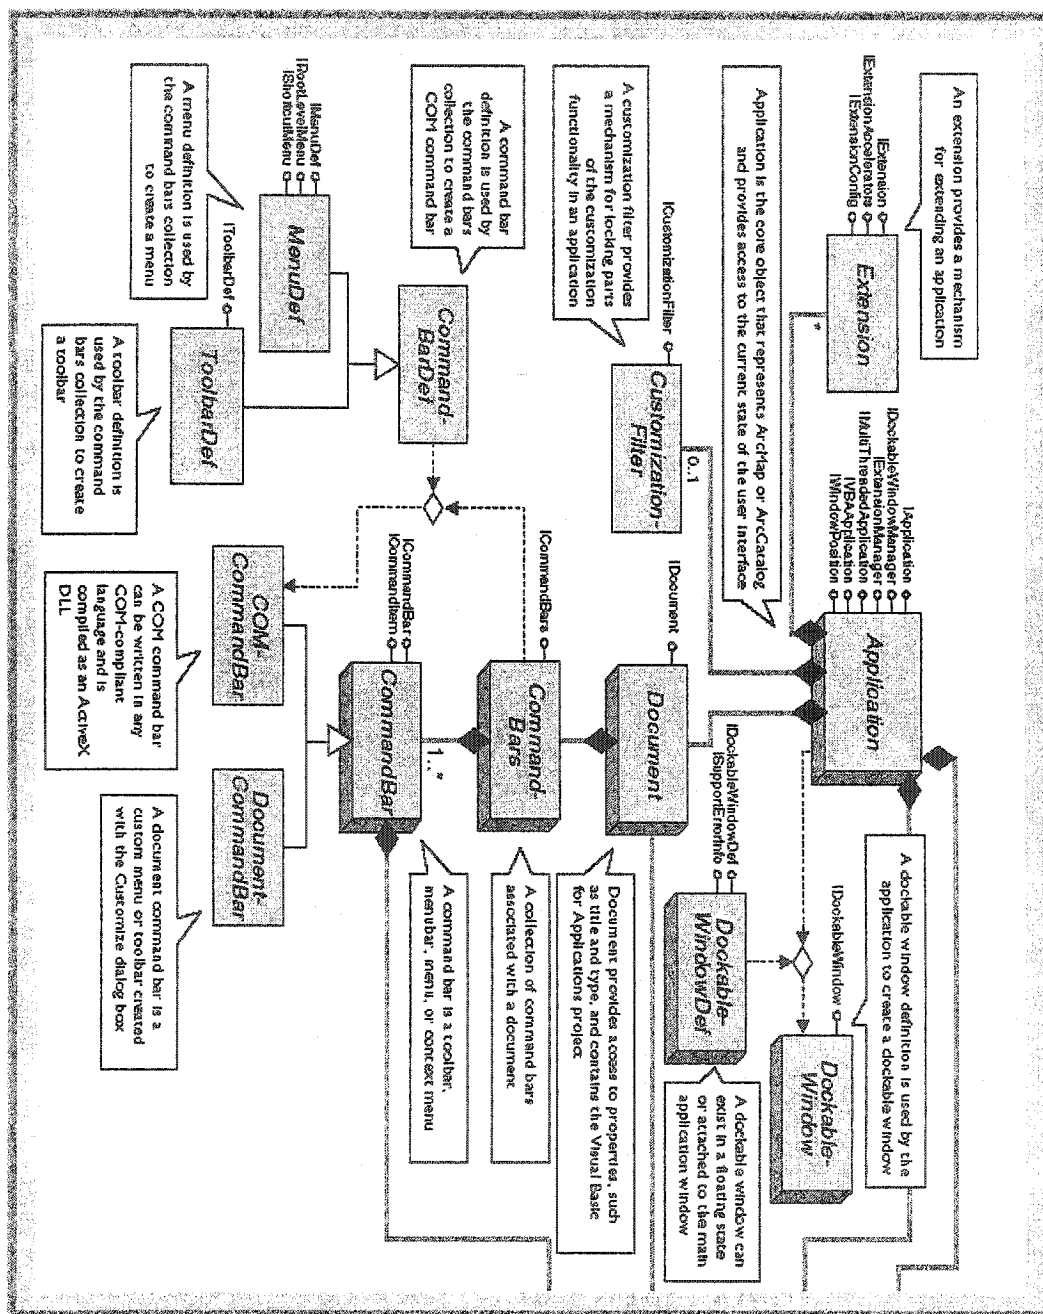 An extension provides a mechanism
for extending an application
IExtension
IExtensionAccelerators
IExtensionConfig
Extension
*
Application is the core object that represents ArcMap or ArcCatalog
and provides access to the current state of the user interface
IApplication
IDockableWindowManager
IExtensionManager
IMultiThreadedApplication
IVBAApplication
IWindowPosition
Application
A dockable window definition is used by the
application to create a dockable window
IDockableWindow
Dockable-
Window
IDockableWindowDef
ISupportErrorInfo
Dockable-
WindowDef
A dockable window can
exist in a floating state
or attached to the main
application window
A customization filter provides
a mechanism for locking parts
of the customization
functionality in an application
ICustomizationFilter
Customization-
Filter
0..1
IDocument
Document
Document provides access to properties, such
as title and type, and contains the Visual Basic
for Applications project
A command bar
definition is used by
the command bars
collection to create a
COM command bar
Command-
BarDef
ICommandBars
Command-
Bars
A collection of command bars
associated with a document
1..*
ICommandBar
ICommandItem
CommandBar
A command bar is a toolbar,
menubar, menu, or context menu
IMenuDef
IRootLevelMenu
IShortcutMenu
MenuDef
A menu definition is used by
the command bars collection
to create a menu
IToolbarDef
ToolbarDef
A toolbar definition is
used by the command
bars collection to create
a toolbar
COM-
CommandBar
A COM command bar
can be written in any
COM-compliant
language and is
compiled as an ActiveX
DLL
Document-
CommandBar
A document command bar is a
custom menu or toolbar created
with the Customize dialog box